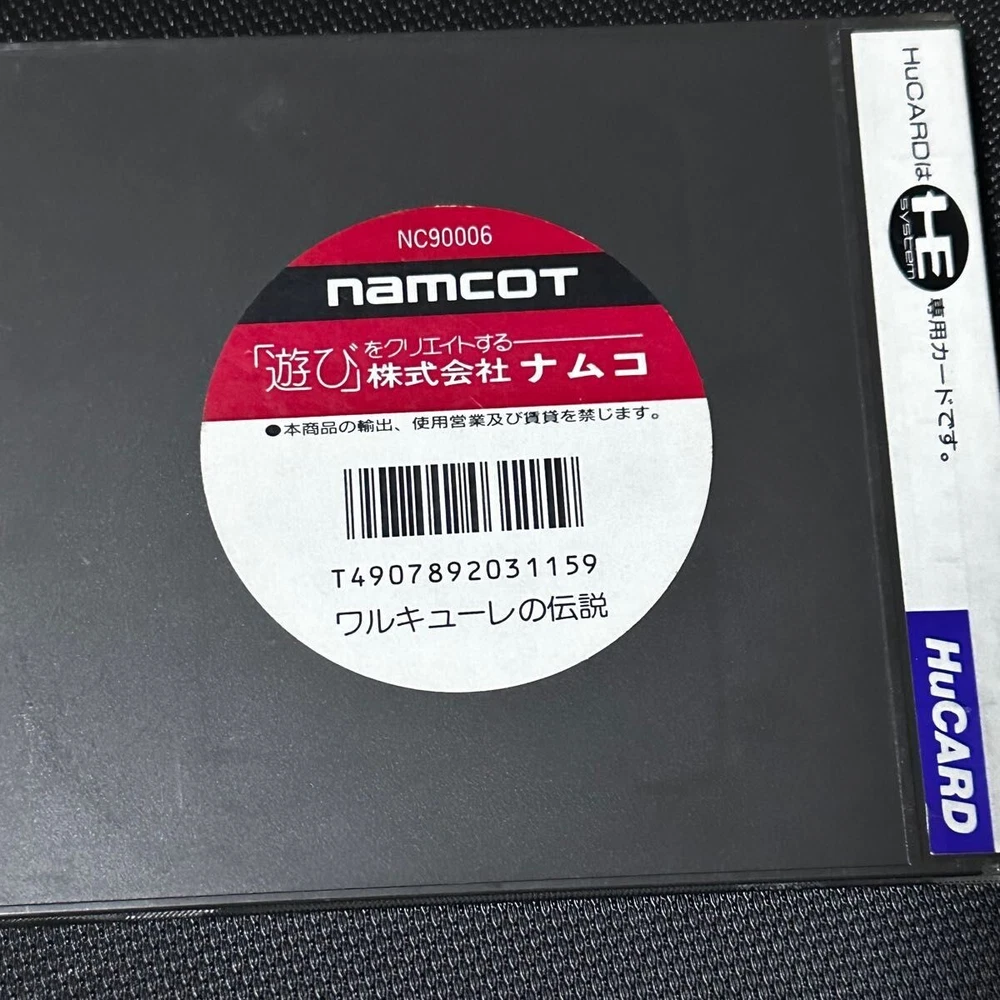 NC90006
namcoT
「遊び」をクリエイトする
株式会社ナムコ
●本商品の輸出、使用営業及び賃貸を禁じます。
T4907892031159
ワルキューレの伝説
HuCARDは HE system 専用カードです。
HuCARD